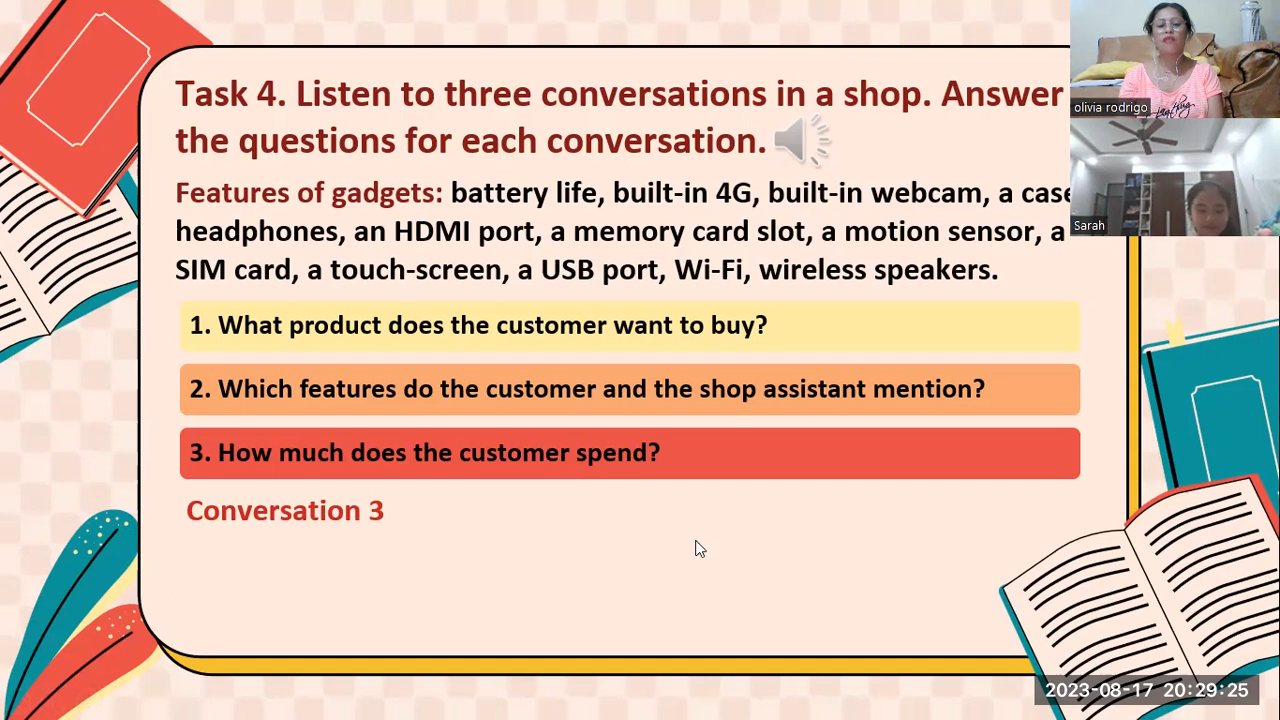 Task 4. Listen to three conversations in a shop. Answer
the questions for each conversation.
Features of gadgets: battery life, built-in 4G, built-in webcam, a case
headphones, an HDMI port, a memory card slot, a motion sensor, a
SIM card, a touch-screen, a USB port, Wi-Fi, wireless speakers.
1. What product does the customer want to buy?
2. Which features do the customer and the shop assistant mention?
3. How much does the customer spend?
Conversation 3
olivia rodrigo
Sarah
2023-08-17 20:29:25